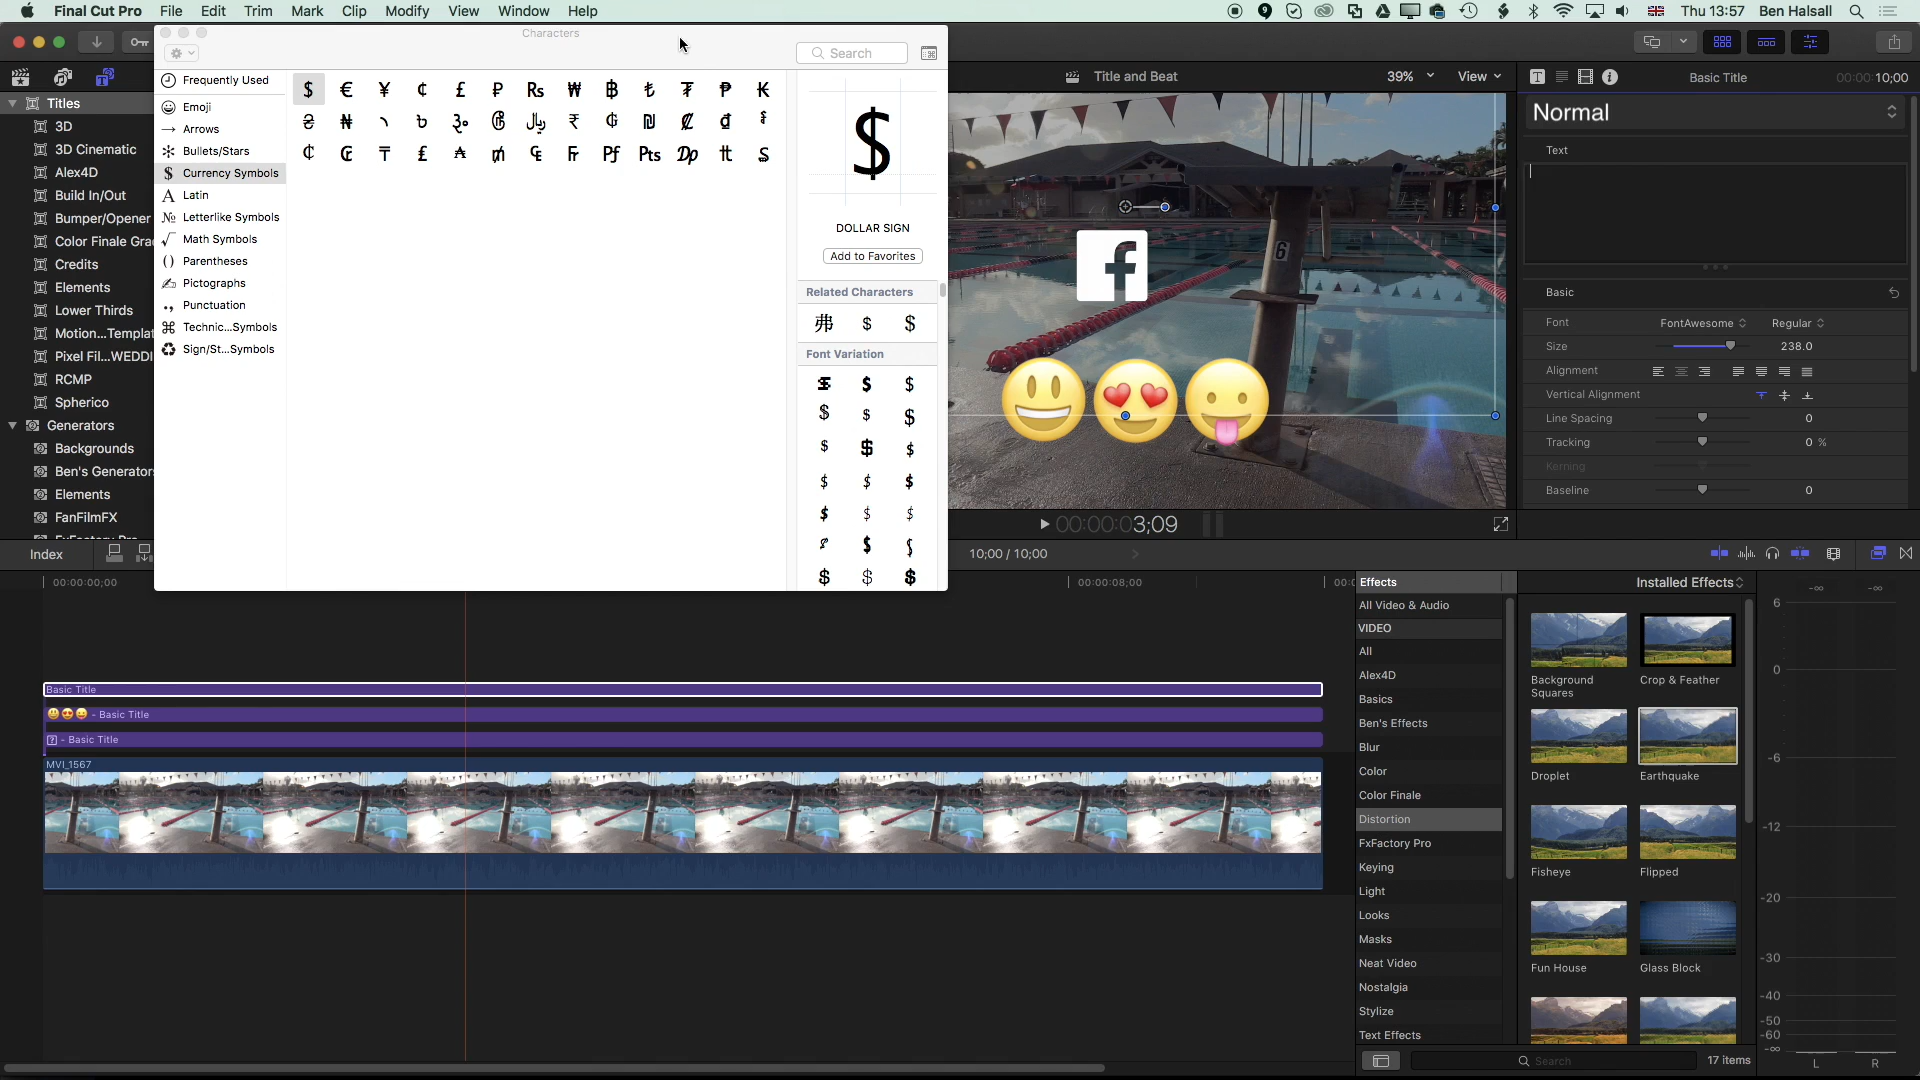 Final Cut Pro File Edit Trim Mark Clip Modify View Window Help
Thu 13:57 Ben Halsall
Characters
Search
Frequently Used
Emoji
Arrows
Bullets/Stars
$ Currency Symbols
A Latin
№ Letterlike Symbols
√ Math Symbols
() Parentheses
Pictographs
., Punctuation
⌘ Technic...Symbols
Sign/St...Symbols
$ € ¥ ¢ £ ₽ Rs ₩ ฿ ₺ ₮ ₱ ₭
$
DOLLAR SIGN
Add to Favorites
Related Characters
弗 $ $
Font Variation
Titles
3D
3D Cinematic
Alex4D
Build In/Out
Bumper/Opener
Color Finale Gra
Credits
Elements
Lower Thirds
Motion...Templat
Pixel Fil...WEDDI
RCMP
Spherico
Generators
Backgrounds
Ben's Generators
Elements
FanFilmFX
Title and Beat
39%
View
6
f
00:00:03;09
Basic Title
00:00:10;00
Normal
Text
Basic
Font FontAwesome Regular
Size 238.0
Alignment
Vertical Alignment
Line Spacing 0
Tracking 0 %
Kerning
Baseline 0
Index
10;00 / 10;00
00:00:00;00
00:00:08;00
Basic Title
😃😍😛 - Basic Title
? - Basic Title
MVI_1567
Effects
All Video & Audio
VIDEO
All
Alex4D
Basics
Ben's Effects
Blur
Color
Color Finale
Distortion
FxFactory Pro
Keying
Light
Looks
Masks
Neat Video
Nostalgia
Stylize
Text Effects
Installed Effects
Background Squares
Crop & Feather
Droplet
Earthquake
Fisheye
Flipped
Fun House
Glass Block
Search
17 items
-∞ -∞
6
0
-6
-12
-20
-30
-40
-50
-60
-∞
L R